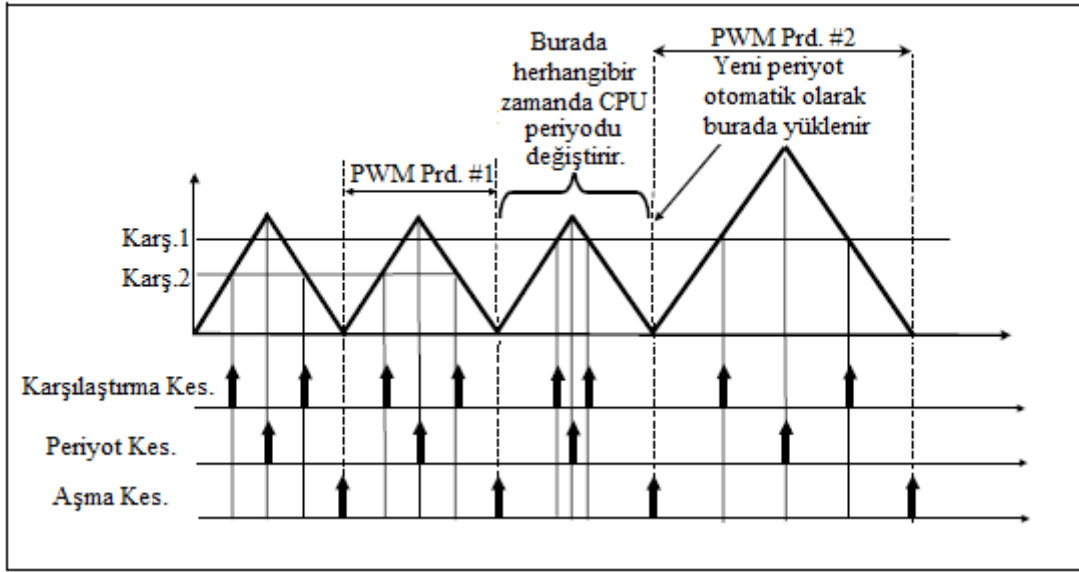 Burada
herhangibir
zamanda CPU
periyodu
değiştirir.
PWM Prd. #2
Yeni periyot
otomatik olarak
burada yüklenir
PWM Prd. #1
Karş.1
Karş.2
Karşılaştırma Kes.
Periyot Kes.
Aşma Kes.